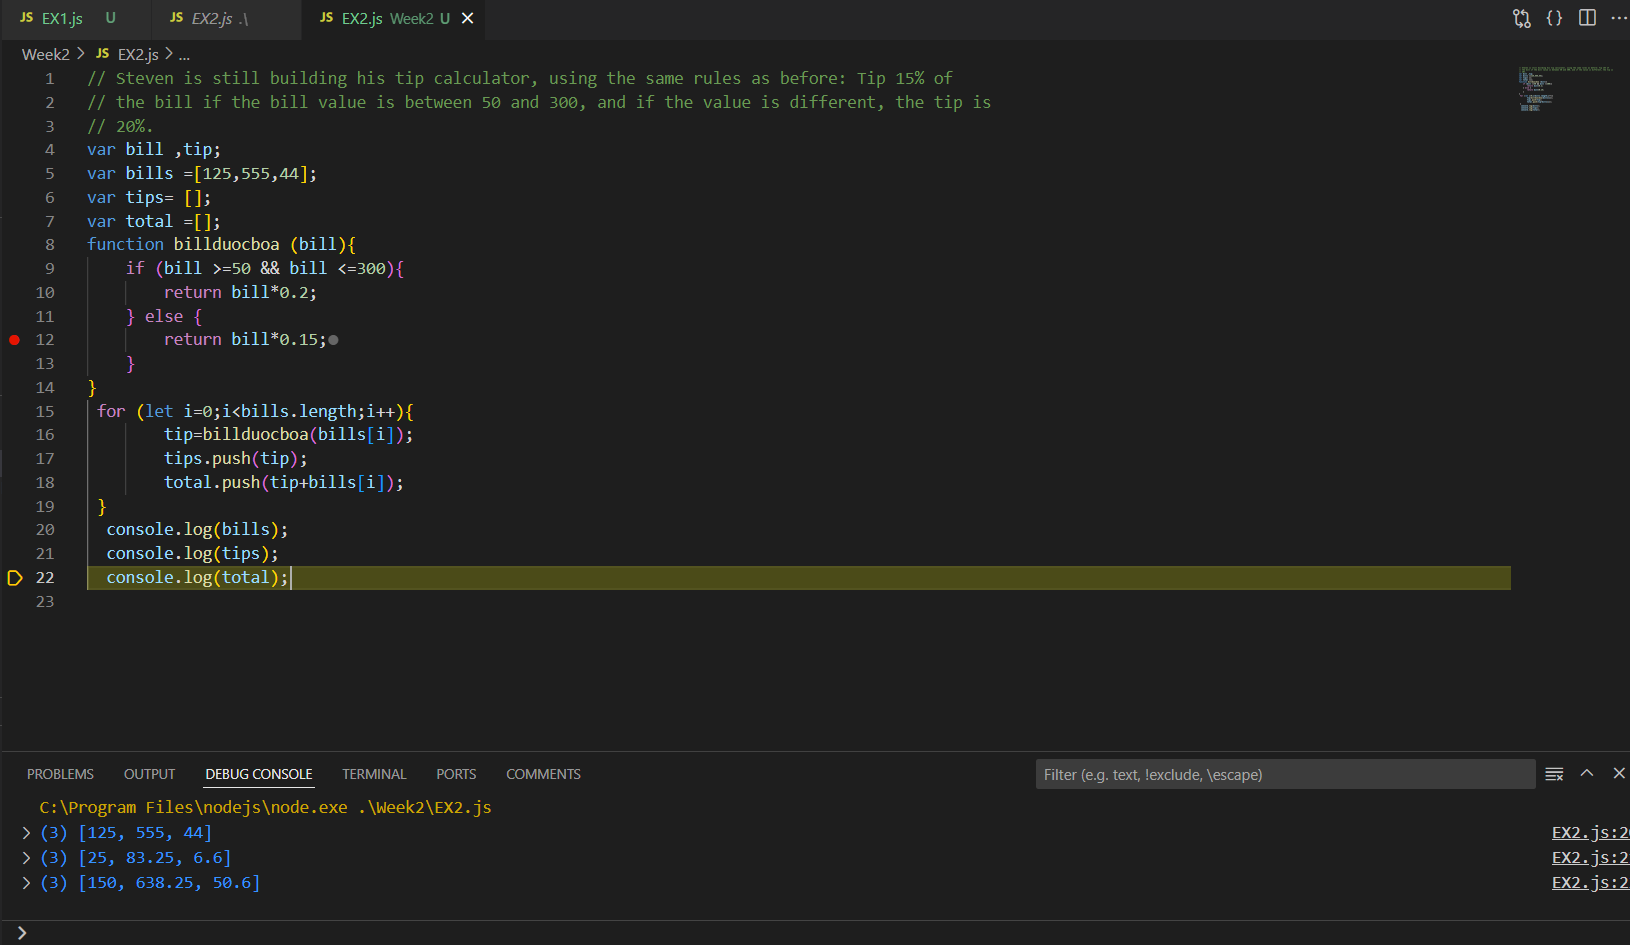 JS EX1.js U JS EX2.js .\ JS EX2.js Week2 U
Week2 > JS EX2.js > ...
1 // Steven is still building his tip calculator, using the same rules as before: Tip 15% of
2 // the bill if the bill value is between 50 and 300, and if the value is different, the tip is
3 // 20%.
4 var bill ,tip;
5 var bills =[125,555,44];
6 var tips= [];
7 var total =[];
8 function billduocboa (bill){
9 if (bill >=50 && bill <=300){
10 return bill*0.2;
11 } else {
12 return bill*0.15;
13 }
14 }
15 for (let i=0;i<bills.length;i++){
16 tip=billduocboa(bills[i]);
17 tips.push(tip);
18 total.push(tip+bills[i]);
19 }
20 console.log(bills);
21 console.log(tips);
22 console.log(total);
23
PROBLEMS OUTPUT DEBUG CONSOLE TERMINAL PORTS COMMENTS Filter (e.g. text, !exclude, \escape)
C:\Program Files\nodejs\node.exe .\Week2\EX2.js
> (3) [125, 555, 44] EX2.js:2
> (3) [25, 83.25, 6.6] EX2.js:2
> (3) [150, 638.25, 50.6] EX2.js:2
>